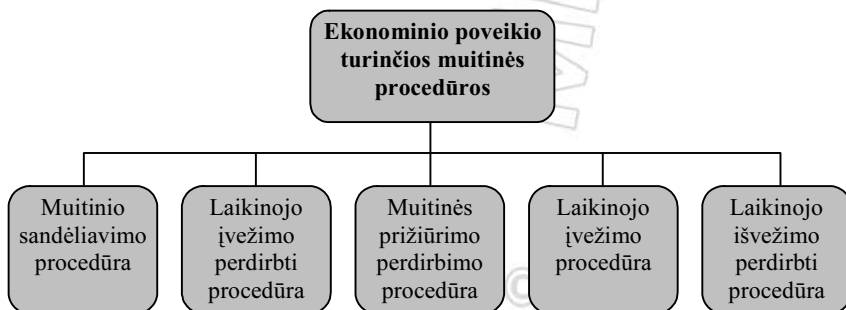 Ekonominio poveikio
turinčios muitinės
procedūros
Muitinio
sandėliavimo
procedūra
Laikinojo
įvežimo
perdirbti
procedūra
Muitinės
prižiūrimo
perdirbimo
procedūra
Laikinojo
įvežimo
procedūra
Laikinojo
išvežimo
perdirbti
procedūra